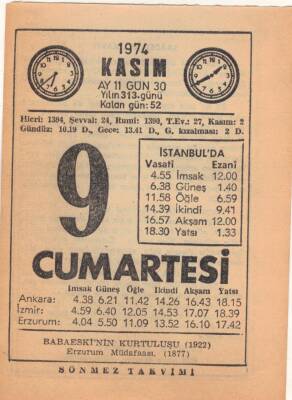 1974
KASIM
AY 11 GÜN 30
Yılın 313.günü
Kalan gün: 52
Hicri: 1394, Şevval: 24, Rumi: 1390, T.Ev.: 27, Kasım: 2
Gündüz: 10.19 D., Gece: 13.41 D., G. kızalması: 2 D.
9
İSTANBUL'DA
Vasati Ezani
4.55 İmsak 12.00
6.38 Güneş 1.40
11.58 Öğle 6.59
14.39 İkindi 9.41
16.57 Akşam 12.00
18.30 Yatsı 1.33
CUMARTESİ
İmsak Güneş Öğle İkindi Akşam Yatsı
Ankara: 4.38 6.21 11.42 14.26 16.43 18.15
İzmir: 4.59 6.40 12.05 14.53 17.07 18.39
Erzurum: 4.04 5.50 11.09 13.52 16.10 17.42
BABAESKİ'NİN KURTULUŞU (1922)
Erzurum Müdafaası. (1877)
SÖNMEZ TAKVİMİ